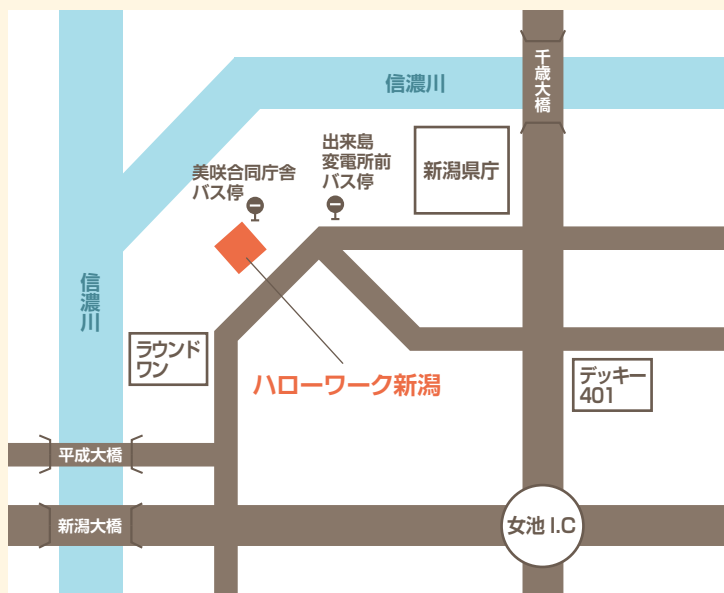 千歳大橋
信濃川
出来島
変電所前
バス停
美咲合同庁舎
バス停
新潟県庁
信濃川
ラウンド
ワン
ハローワーク新潟
デッキー
401
平成大橋
新潟大橋
女池 I.C